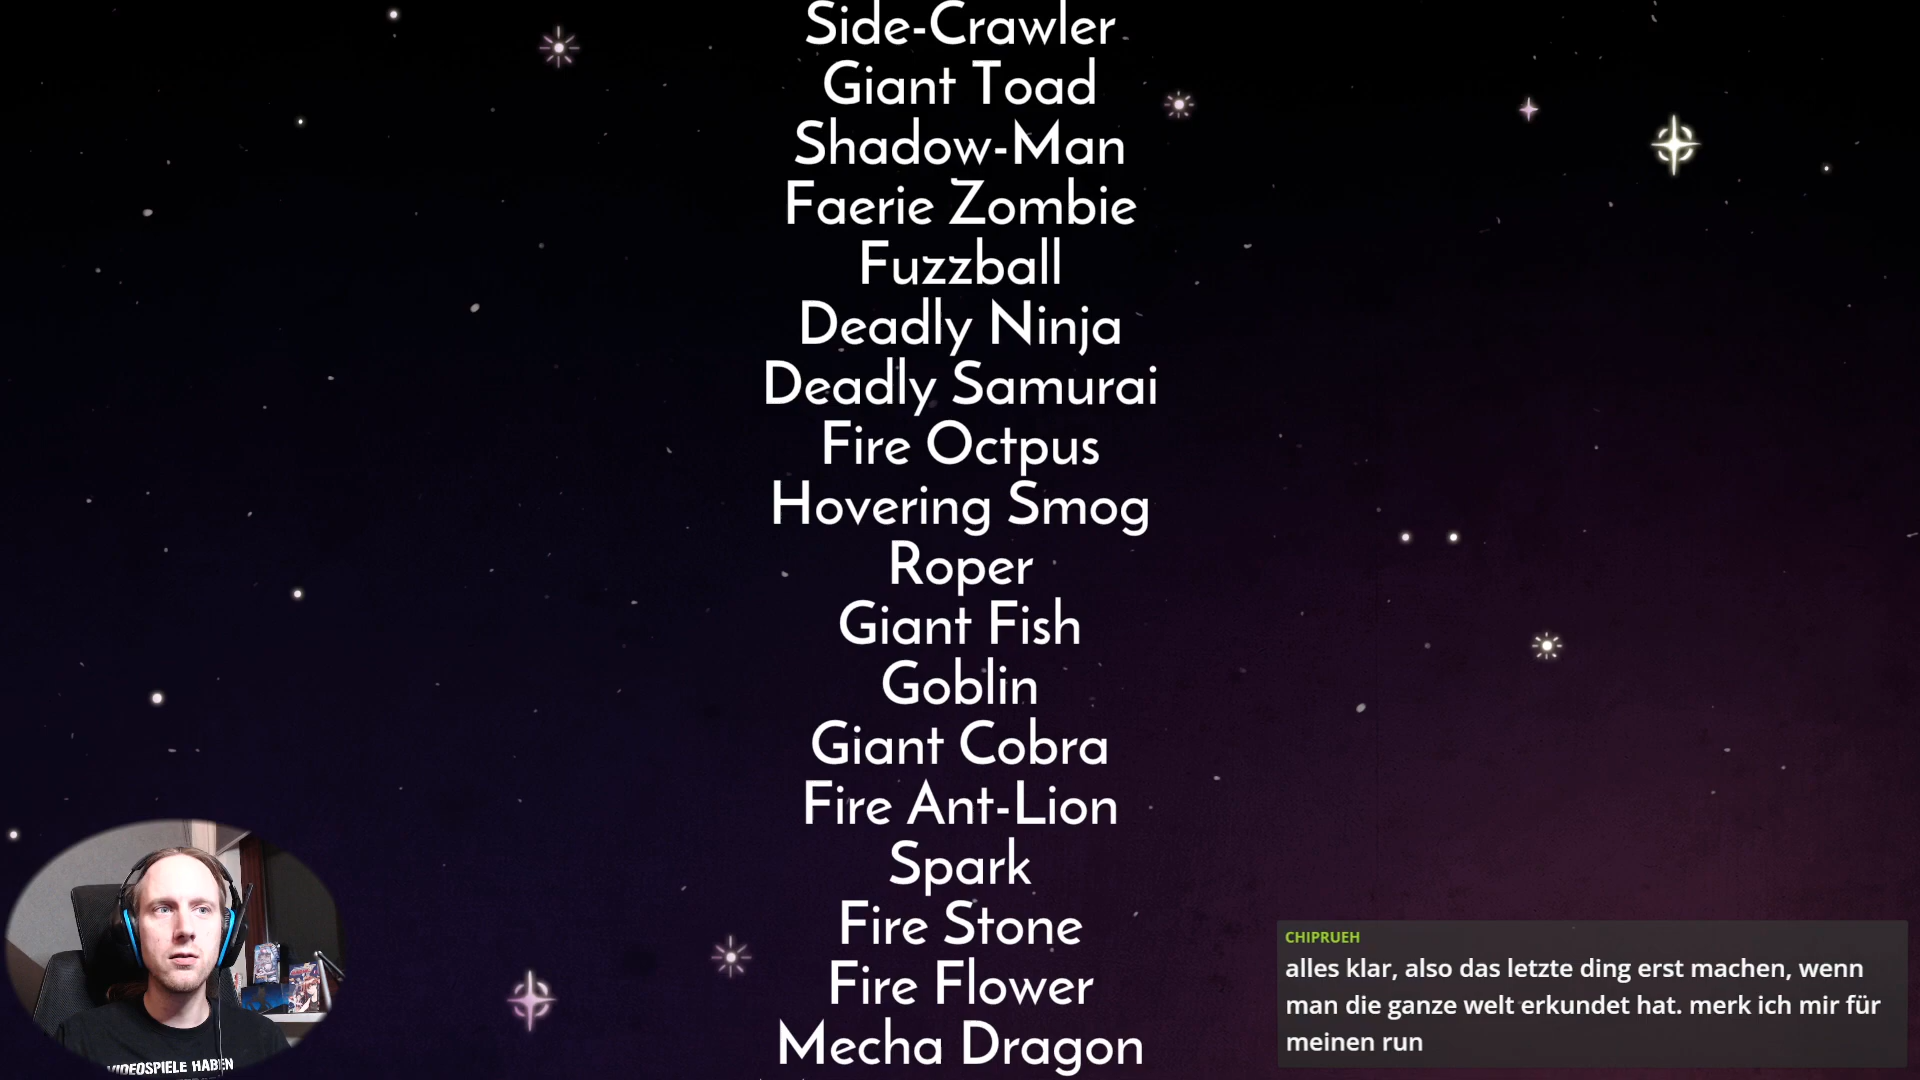 Side-Crawler
Giant Toad
Shadow-Man
Faerie Zombie
Fuzzball
Deadly Ninja
Deadly Samurai
Fire Octpus
Hovering Smog
Roper
Giant Fish
Goblin
Giant Cobra
Fire Ant-Lion
Spark
Fire Stone
Fire Flower
Mecha Dragon
VIDEOSPIELE HABEN
CHIPRUEH
alles klar, also das letzte ding erst machen, wenn
man die ganze welt erkundet hat. merk ich mir für
meinen run